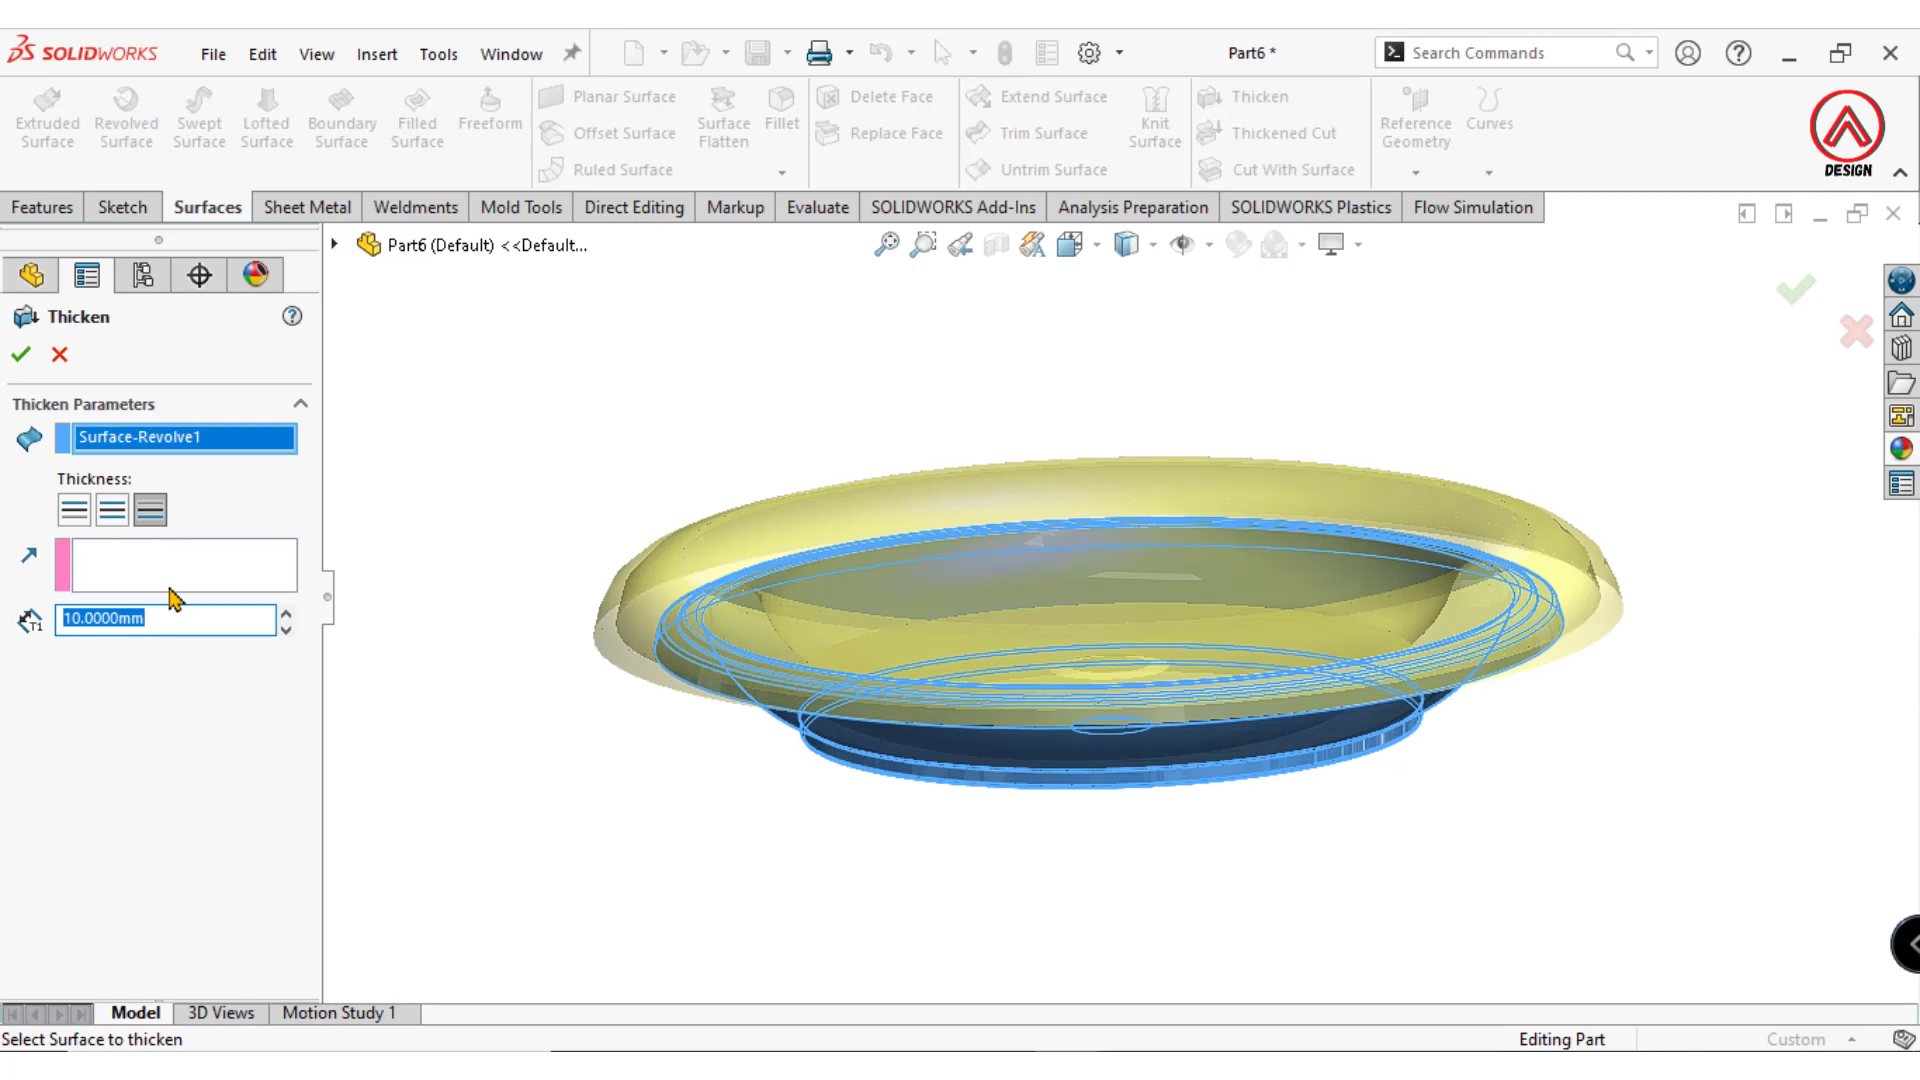 SOLIDWORKS File Edit View Insert Tools Window Part6 * Search Commands
Extruded Surface
Revolved Surface
Swept Surface
Lofted Surface
Boundary Surface
Filled Surface
Freeform
Planar Surface
Offset Surface
Ruled Surface
Surface Flatten
Fillet
Delete Face
Replace Face
Extend Surface
Trim Surface
Untrim Surface
Knit Surface
Thicken
Thickened Cut
Cut With Surface
Reference Geometry
Curves
DESIGN
Features Sketch Surfaces Sheet Metal Weldments Mold Tools Direct Editing Markup Evaluate SOLIDWORKS Add-Ins Analysis Preparation SOLIDWORKS Plastics Flow Simulation
Part6 (Default) <<Default...
Thicken
Thicken Parameters
Surface-Revolve1
Thickness:
T1 10.0000mm
Model 3D Views Motion Study 1
Select Surface to thicken Editing Part Custom